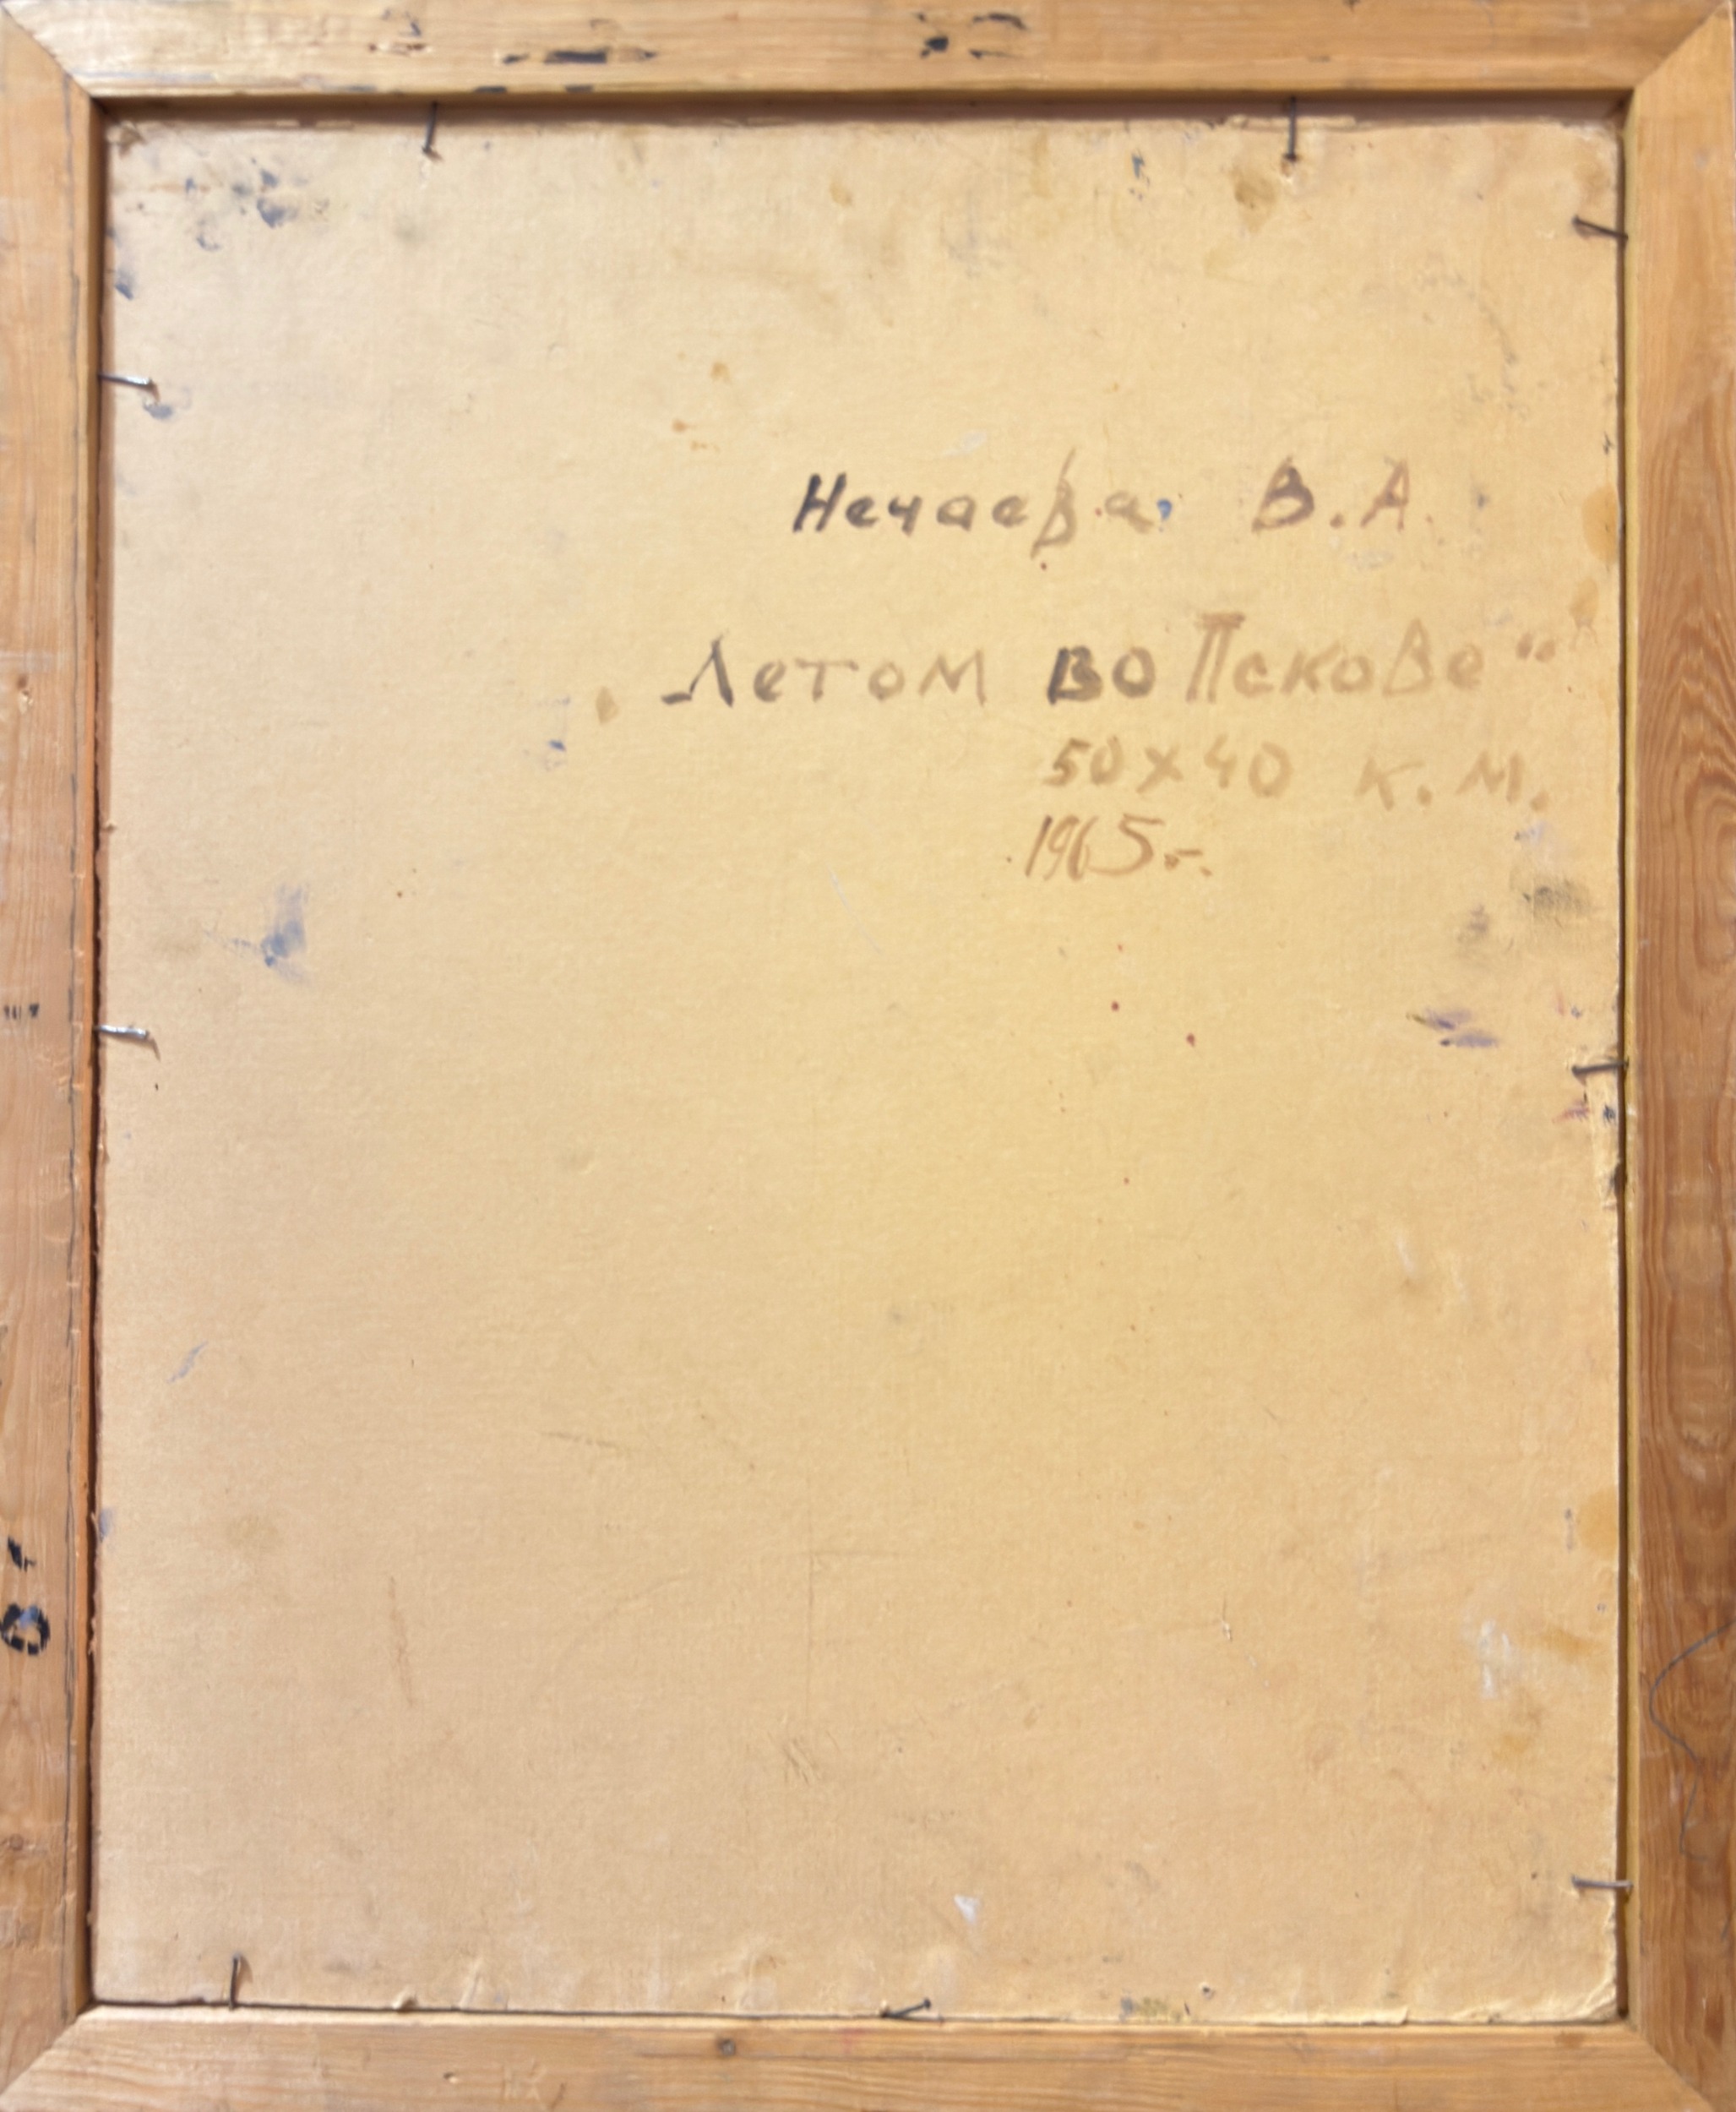 Нечаева В.А.
„Летом во Пскове“
50х40 к.м.
1965г.